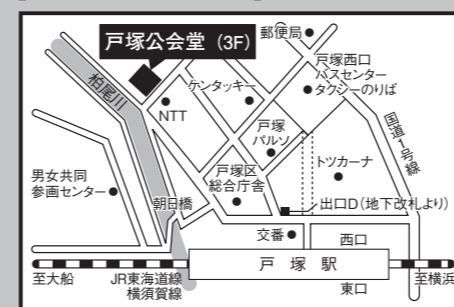 戸塚公会堂 (3F)
郵便局
戸塚西口
バスセンター
タクシーのりば
柏尾川
ケンタッキー
NTT
国道1号線
戸塚
パルソ
トツカーナ
戸塚区
総合庁舎
男女共同
参画センター
朝日橋
出口D(地下改札より)
交番
西口
至大船
JR東海道線
横須賀線
戸塚駅
至横浜
東口